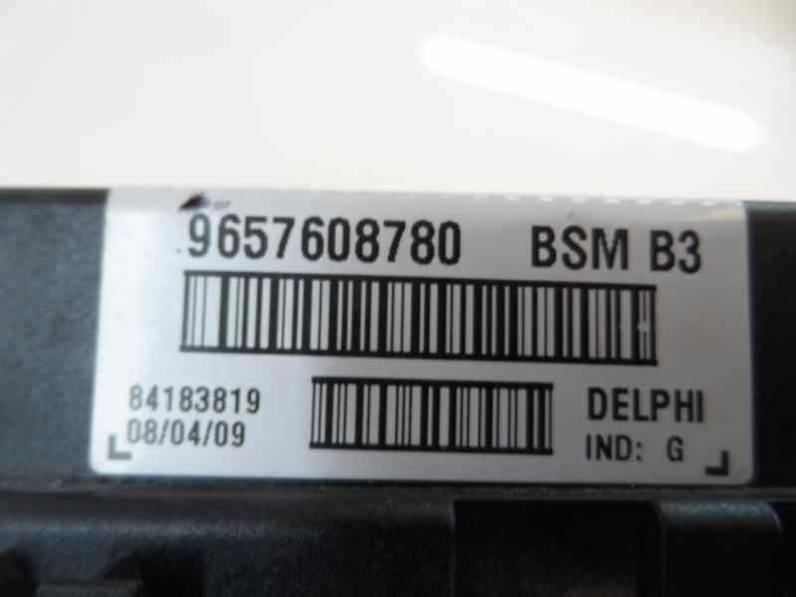 9657608780 BSM B3
84183819 DELPHI
08/04/09 IND: G